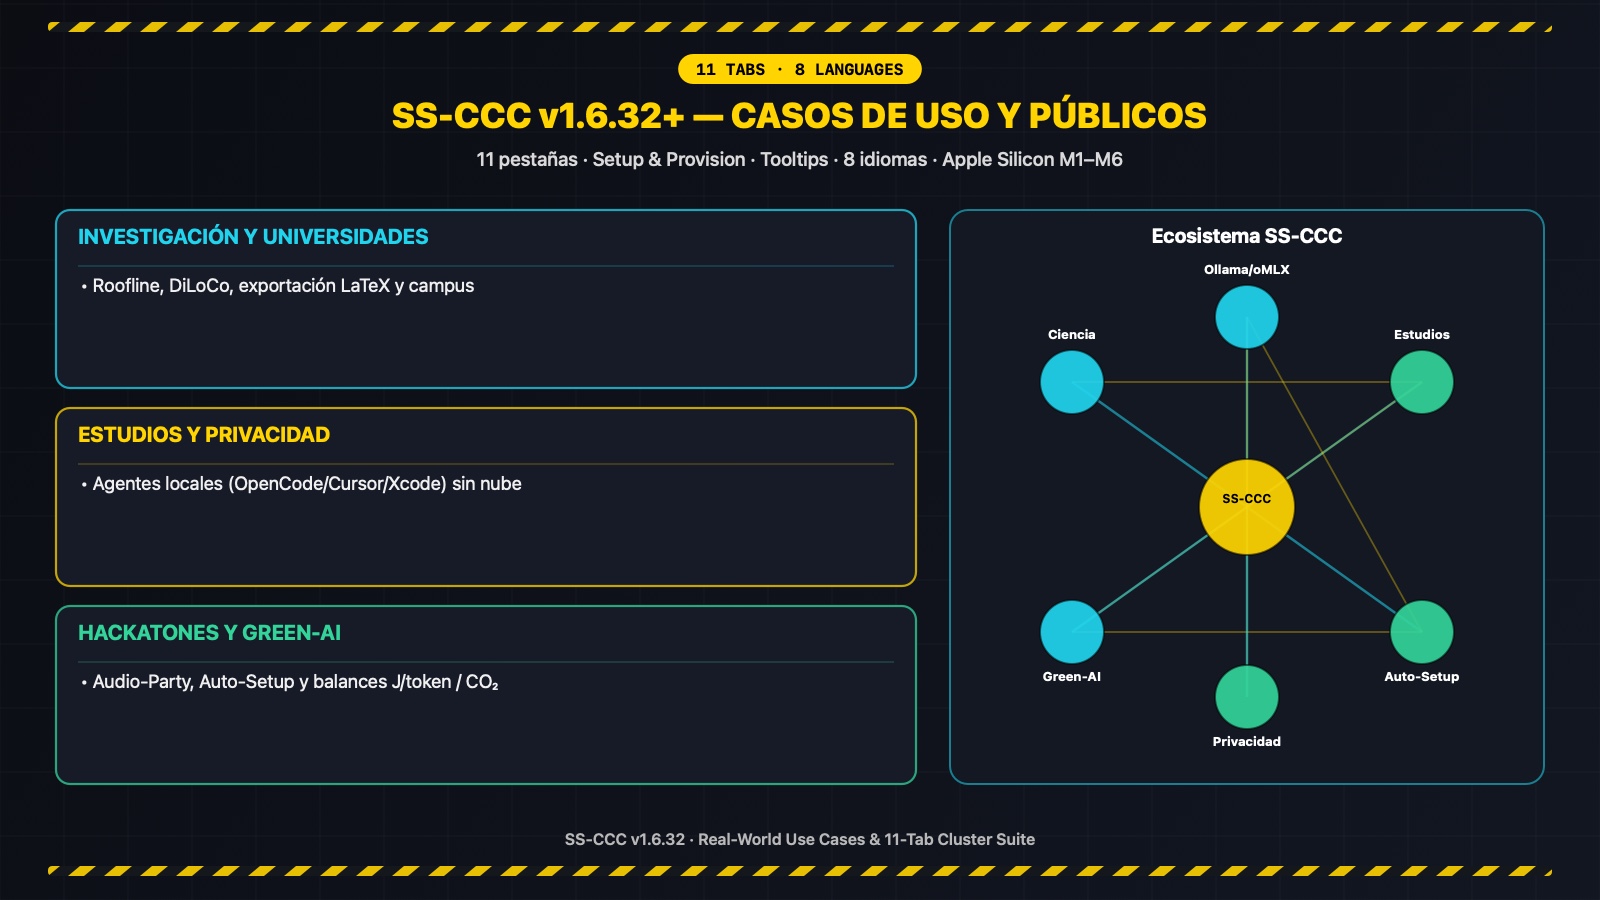 11 TABS · 8 LANGUAGES
SS-CCC v1.6.32+ — CASOS DE USO Y PÚBLICOS
11 pestañas · Setup & Provision · Tooltips · 8 idiomas · Apple Silicon M1–M6
INVESTIGACIÓN Y UNIVERSIDADES
• Roofline, DiLoCo, exportación LaTeX y campus
ESTUDIOS Y PRIVACIDAD
• Agentes locales (OpenCode/Cursor/Xcode) sin nube
HACKATONES Y GREEN-AI
• Audio-Party, Auto-Setup y balances J/token / CO₂
Ecosistema SS-CCC
Ollama/oMLX
Ciencia
Estudios
SS-CCC
Green-AI
Auto-Setup
Privacidad
SS-CCC v1.6.32 · Real-World Use Cases & 11-Tab Cluster Suite